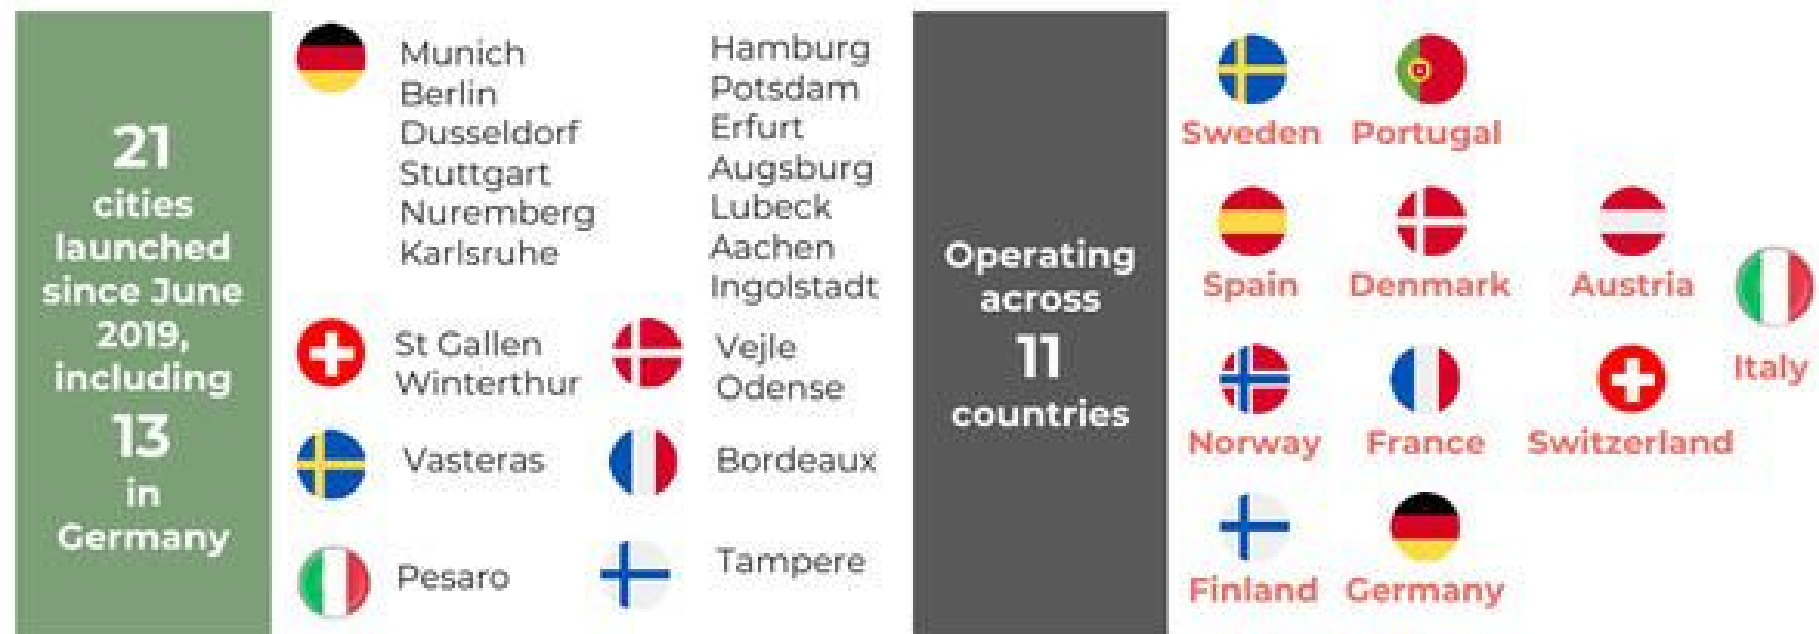 21
cities
launched
since June
2019,
including
13
in
Germany
Munich
Berlin
Dusseldorf
Stuttgart
Nuremberg
Karlsruhe
Hamburg
Potsdam
Erfurt
Augsburg
Lubeck
Aachen
Ingolstadt
St Gallen
Winterthur
Vejle
Odense
Vasteras
Bordeaux
Pesaro
Tampere
Operating
across
11
countries
Sweden
Portugal
Spain
Denmark
Austria
Italy
Norway
France
Switzerland
Finland
Germany